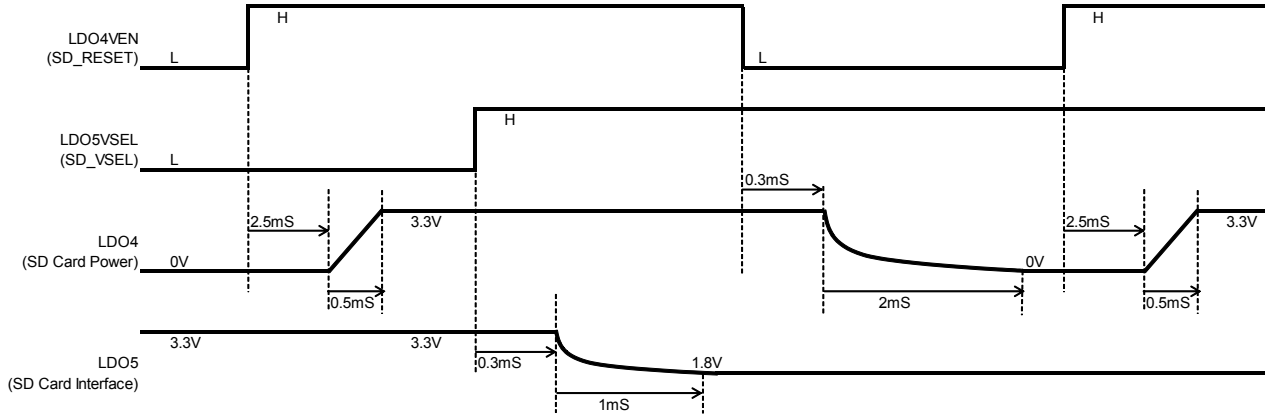 LDO4VEN
(SD_RESET)
L
H
L
H
LDO5VSEL
(SD_VSEL)
L
H
0.3mS
LDO4
(SD Card Power)
0V
2.5mS
3.3V
0V
2.5mS
3.3V
0.5mS
2mS
0.5mS
LDO5
(SD Card Interface)
3.3V
3.3V
0.3mS
1.8V
1mS